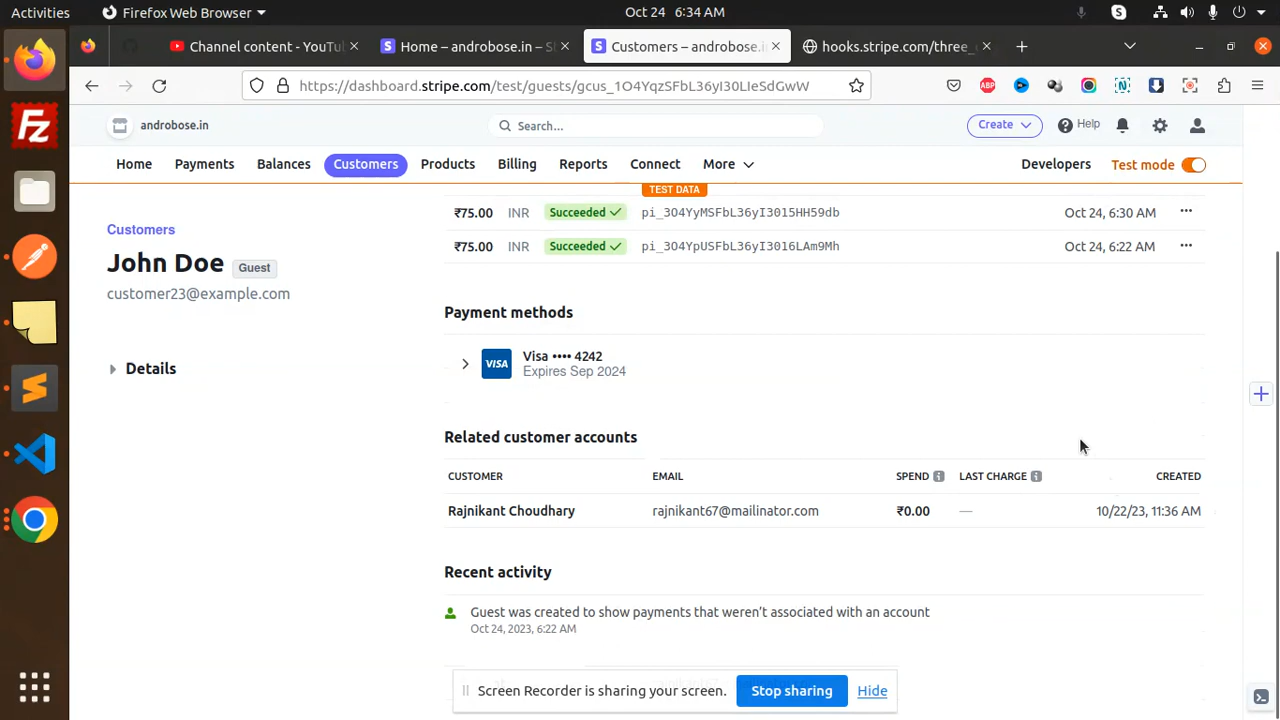 Activities
Firefox Web Browser
Oct 24 6:34 AM
Channel content - YouTu
Home – androbose.in – S
Customers – androbose.in
hooks.stripe.com/three_
https://dashboard.stripe.com/test/guests/gcus_1O4YqzSFbL36yI30LIeSdGwW
androbose.in
Search...
Create
Help
Home
Payments
Balances
Customers
Products
Billing
Reports
Connect
More
Developers
Test mode
TEST DATA
₹75.00 INR Succeeded pi_3O4YyMSFbL36yI3015HH59db Oct 24, 6:30 AM
₹75.00 INR Succeeded pi_3O4YpUSFbL36yI3016LAm9Mh Oct 24, 6:22 AM
Customers
John Doe Guest
customer23@example.com
Details
Payment methods
VISA
Visa •••• 4242
Expires Sep 2024
Related customer accounts
CUSTOMER EMAIL SPEND LAST CHARGE CREATED
Rajnikant Choudhary rajnikant67@mailinator.com ₹0.00 — 10/22/23, 11:36 AM
Recent activity
Guest was created to show payments that weren’t associated with an account
Oct 24, 2023, 6:22 AM
Screen Recorder is sharing your screen.
Stop sharing
Hide